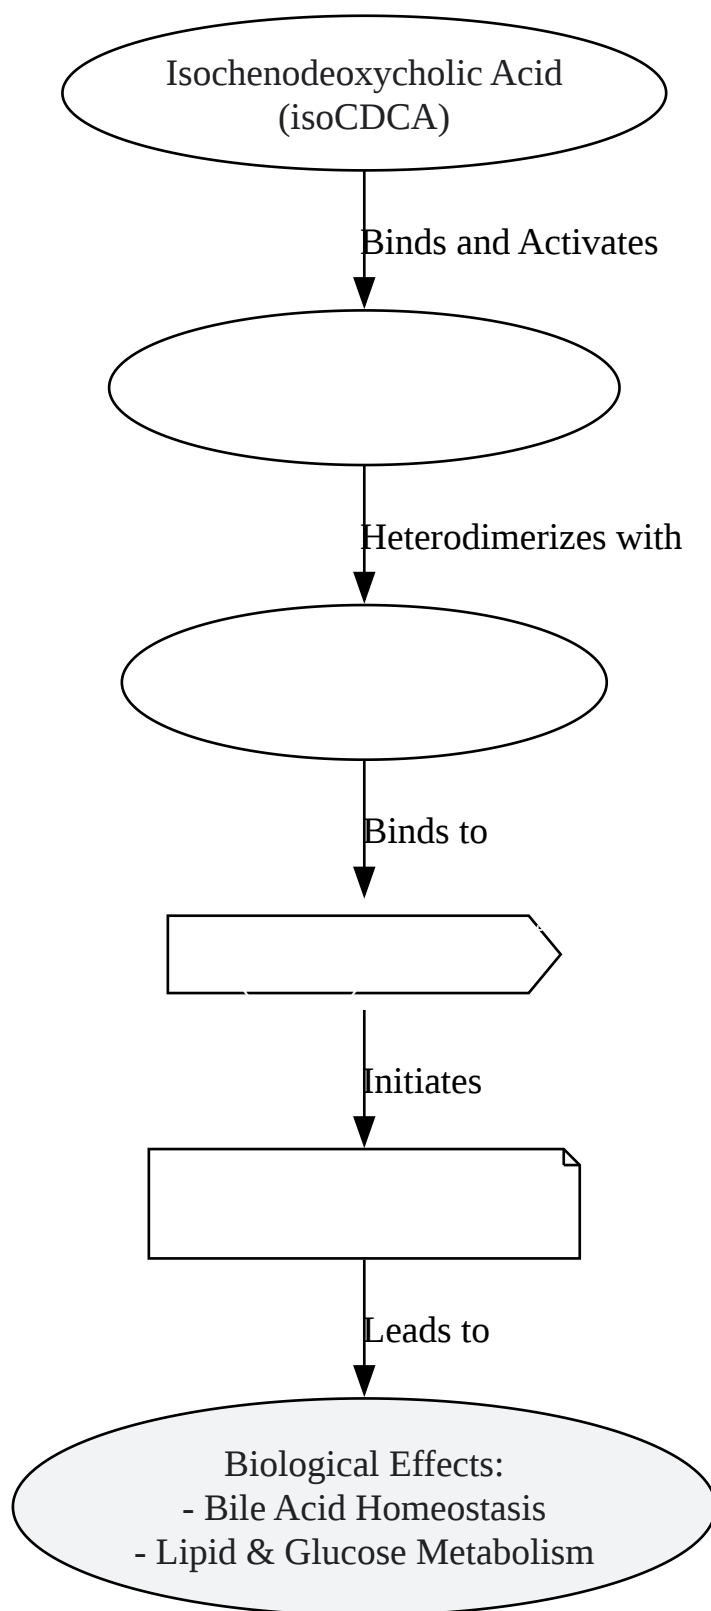 Isochenodeoxycholic Acid
(isoCDCA)
Binds and Activates
Heterodimerizes with
Binds to
Initiates
Leads to
Biological Effects:
- Bile Acid Homeostasis
- Lipid & Glucose Metabolism